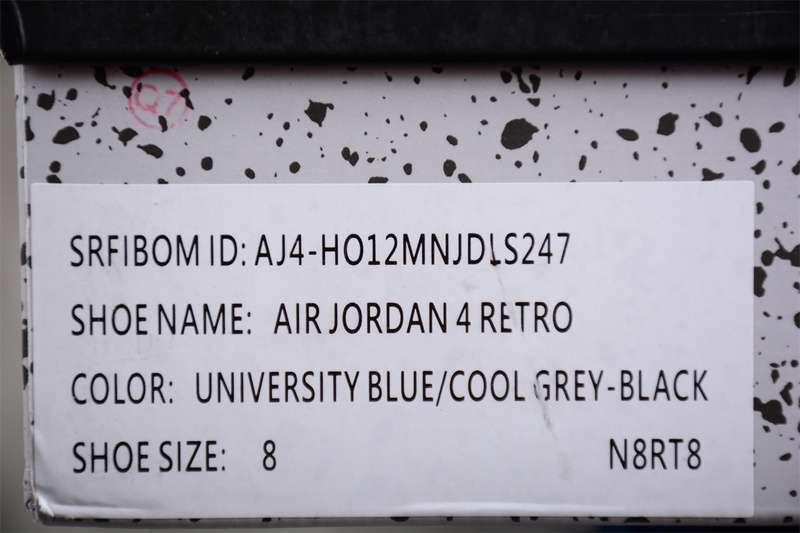 Q7
SRFIBOM ID: AJ4-HO12MNJDLS247
SHOE NAME: AIR JORDAN 4 RETRO
COLOR: UNIVERSITY BLUE/COOL GREY-BLACK
SHOE SIZE: 8 N8RT8